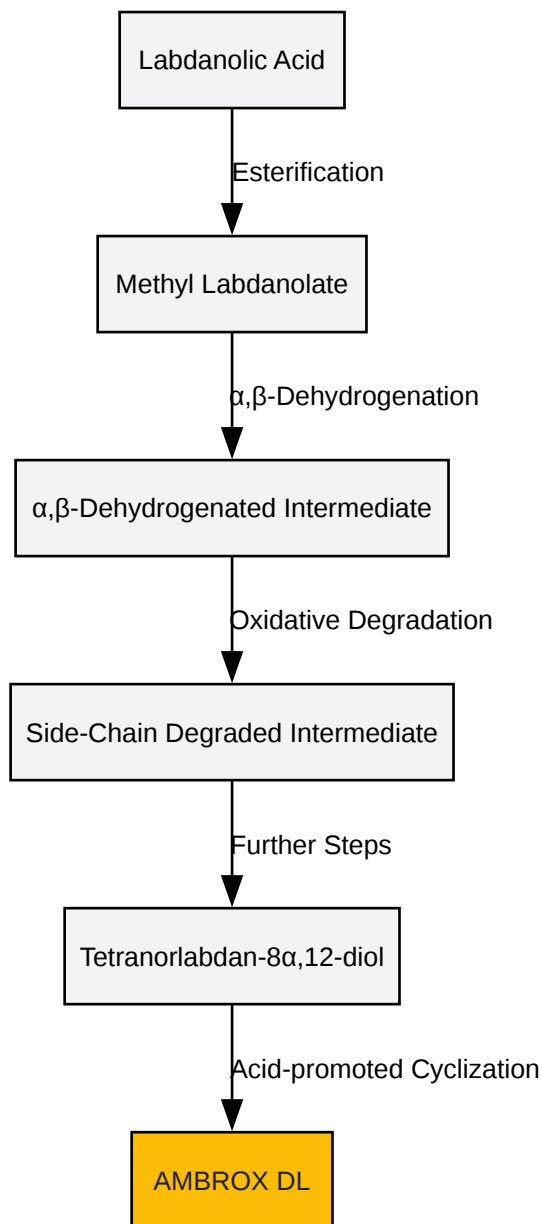 Labdanolic Acid
Esterification
Methyl Labdanolate
α,β-Dehydrogenation
α,β-Dehydrogenated Intermediate
Oxidative Degradation
Side-Chain Degraded Intermediate
Further Steps
Tetranorlabdan-8α,12-diol
Acid-promoted Cyclization
AMBROX DL